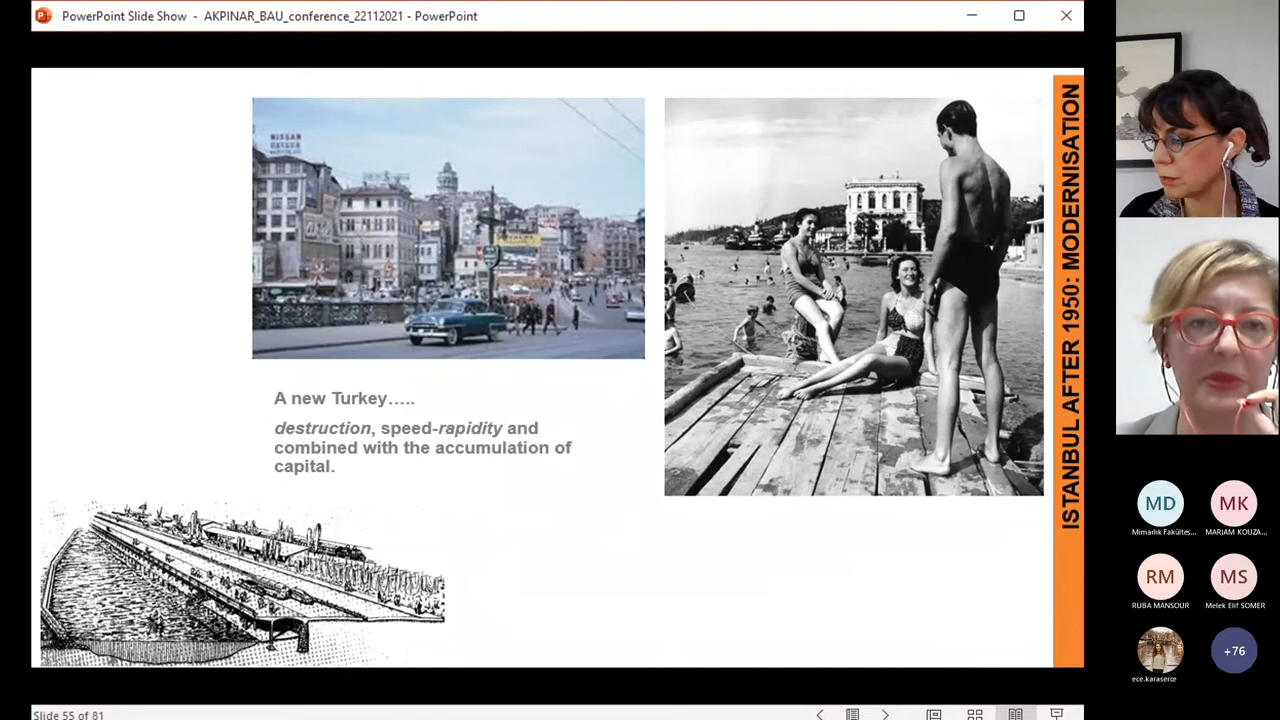 PowerPoint Slide Show - AKPINAR_BAU_conference_22112021 - PowerPoint
NISSAN
DATSUN
A new Turkey…..
destruction, speed-rapidity and
combined with the accumulation of
capital.
ISTANBUL AFTER 1950: MODERNISATION
MD
Mimarlık Fakültes...
MK
MARIAM KOUZA...
RM
RUBA MANSOUR
MS
Melek Elif SOMER
ece.karaserce
+76
Slide 55 of 81